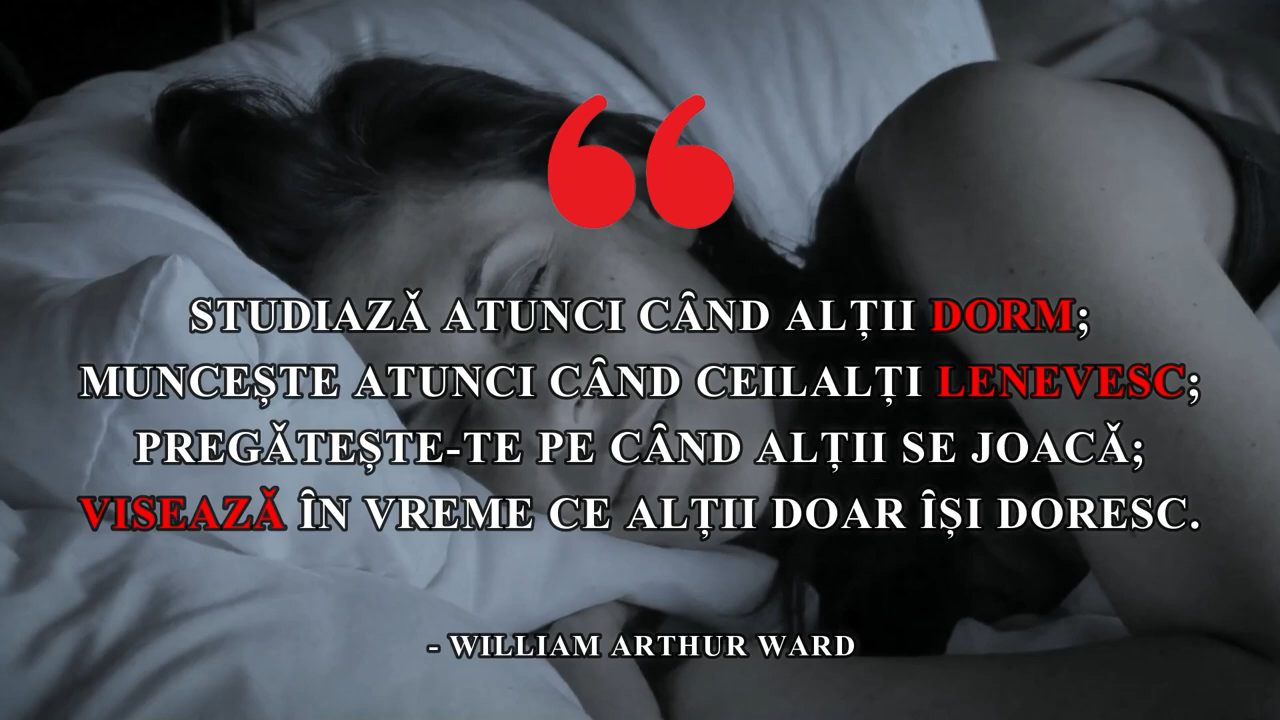 STUDIAZĂ ATUNCI CÂND ALȚII DORM;
MUNCEȘTE ATUNCI CÂND CEILALȚI LENEVESC;
PREGĂTEȘTE-TE PE CÂND ALȚII SE JOACĂ;
VISEAZĂ ÎN VREME CE ALȚII DOAR ÎȘI DORESC.
- WILLIAM ARTHUR WARD